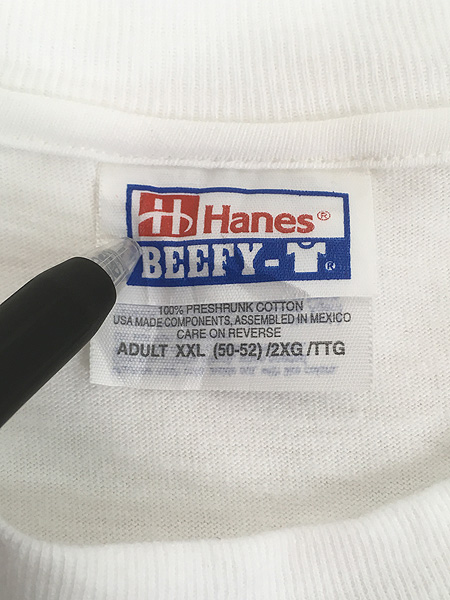 H Hanes®
BEEFY-T®
100% PRESHRUNK COTTON
USA MADE COMPONENTS, ASSEMBLED IN MEXICO
CARE ON REVERSE
ADULT XXL (50-52) /2XG /TTG